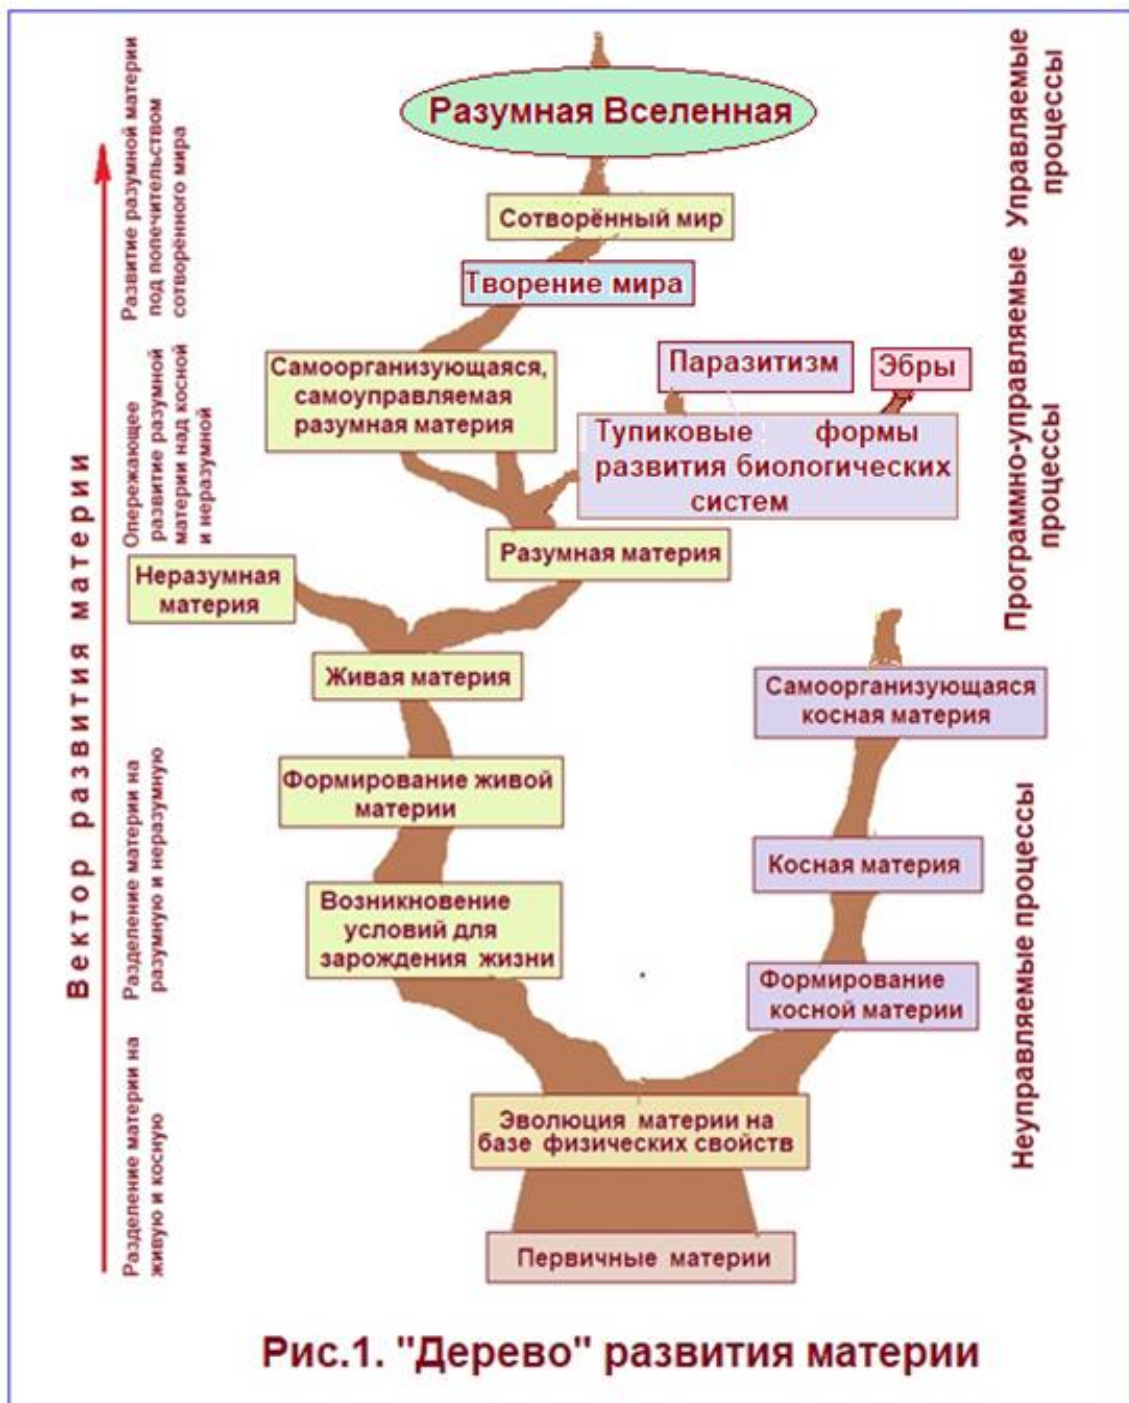 Разумная Вселенная
Сотворённый мир
Творение мира
Самоорганизующаяся,
самоуправляемая
разумная материя
Паразитизм
Эбры
Тупиковые формы
развития биологических
систем
Разумная материя
Неразумная
материя
Живая материя
Самоорганизующаяся
косная материя
Формирование живой
материи
Косная материя
Возникновение
условий для
зарождения жизни
Формирование
косной материи
Эволюция материи на
базе физических свойств
Первичные материи
Вектор развития материи
Развитие разумной материи
под попечительством
сотворённого мира
Опережающее
развитие разумной
материи над косной
и неразумной
Разделение материи на
разумную и неразумную
Разделение материи на
живую и косную
Управляемые
процессы
Программно-управляемые
процессы
Неуправляемые процессы
Рис.1. "Дерево" развития материи